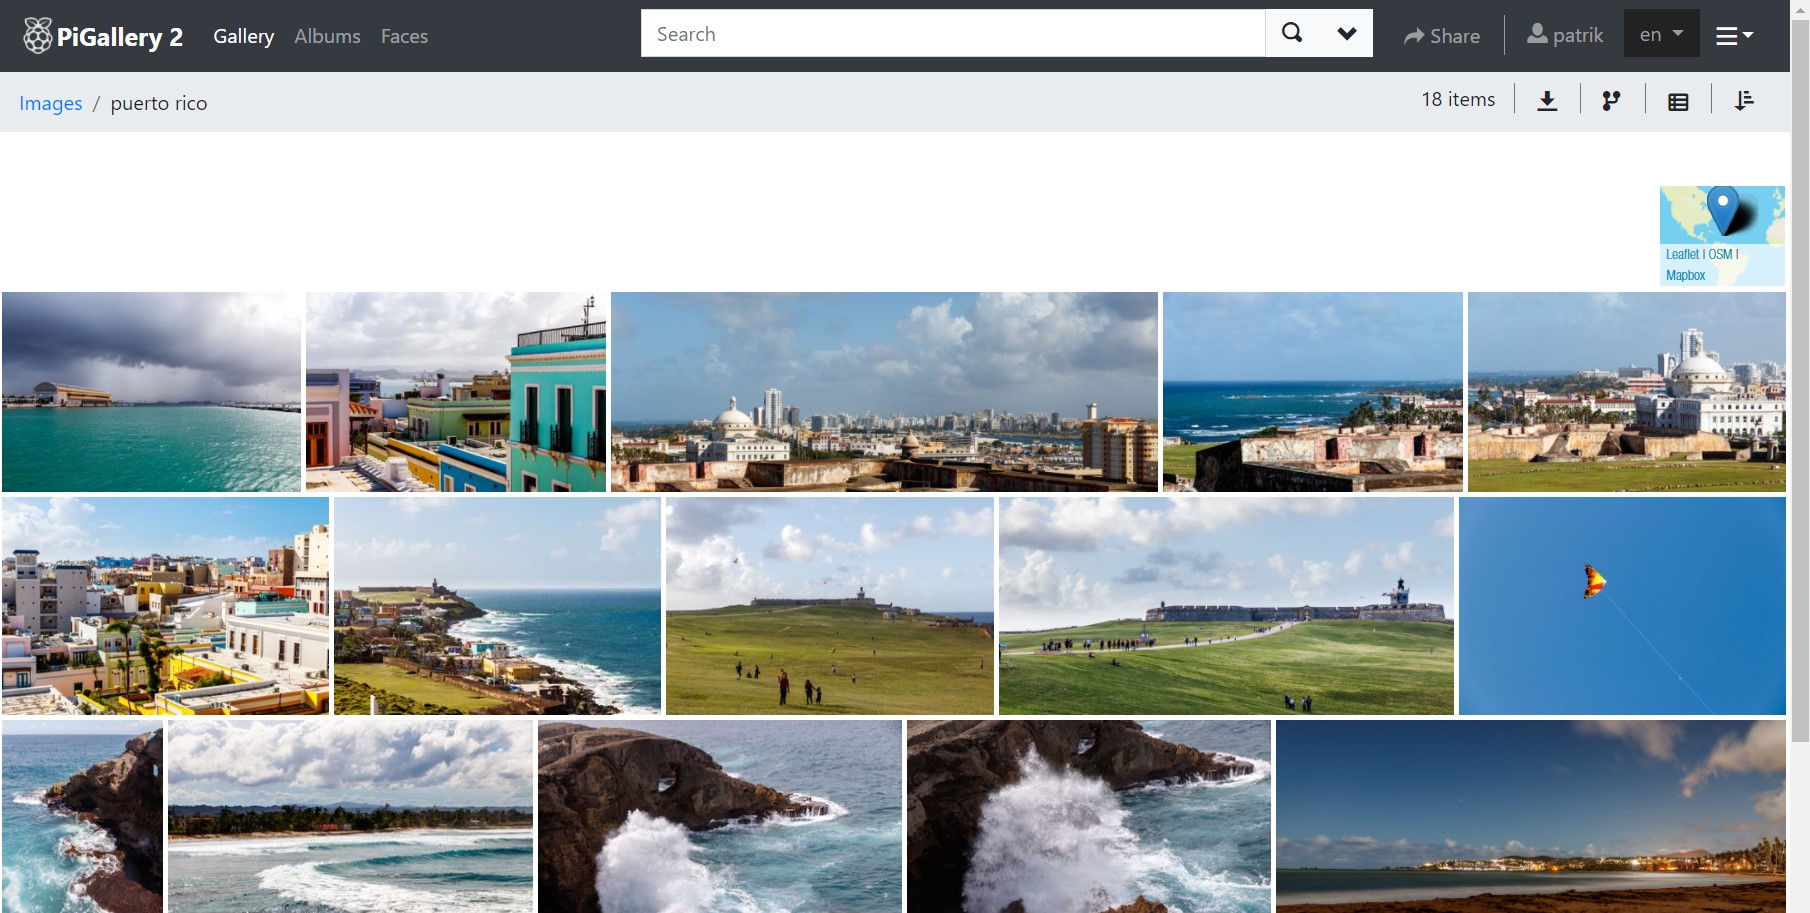 PiGallery 2 Gallery Albums Faces Search Share patrik en
Images / puerto rico 18 items
Leaflet | OSM |
Mapbox